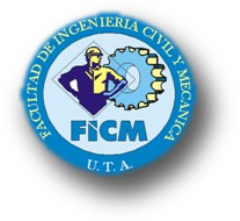 FACULTAD DE INGENIERIA CIVIL Y MECANICA
FICM
U.T.A.